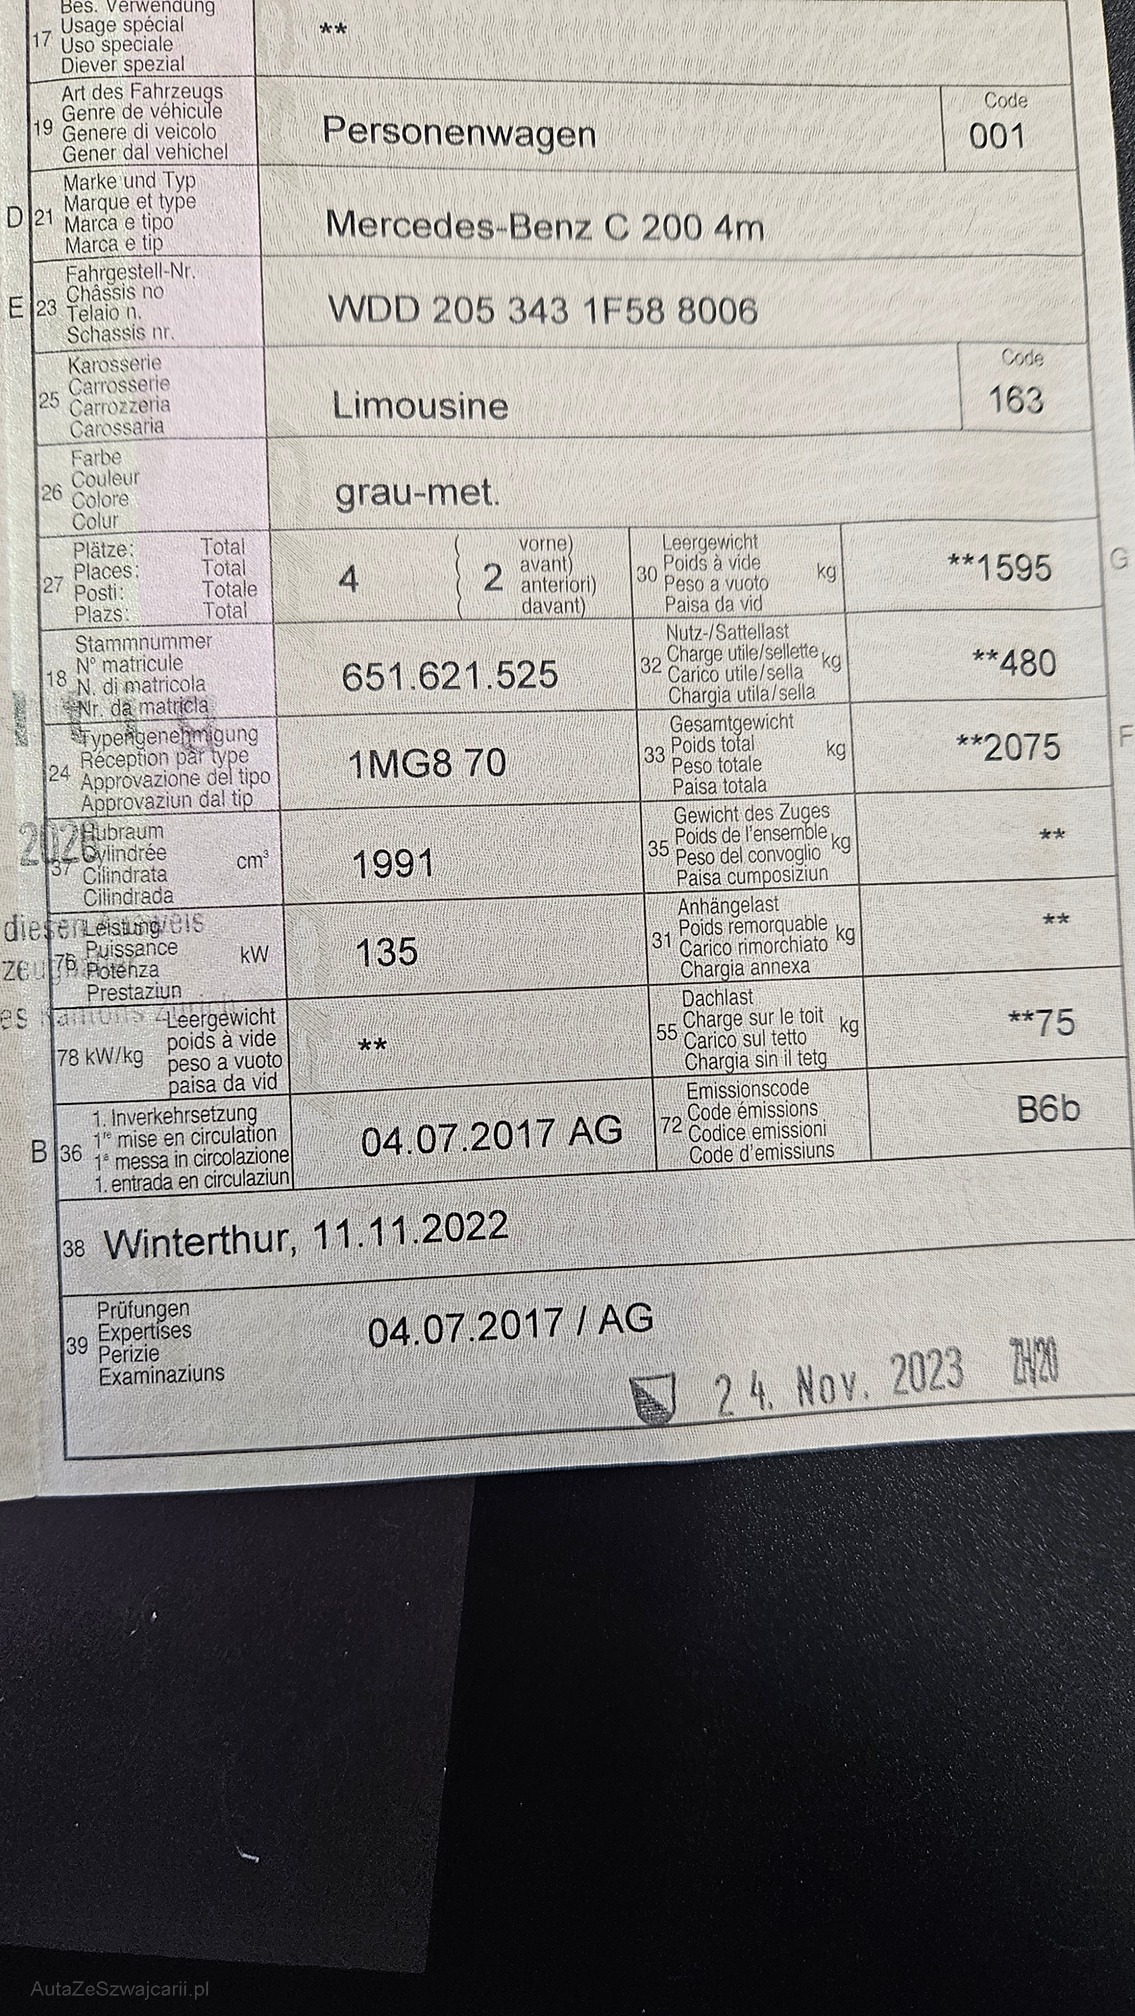 Bes. Verwendung
17 Usage spécial **
Uso speciale
Diever spezial
Art des Fahrzeugs Code
Genre de véhicule
19 Genere di veicolo Personenwagen 001
Gener dal vehichel
Marke und Typ
D 21 Marque et type Mercedes-Benz C 200 4m
Marca e tipo
Marca e tip
Fahrgestell-Nr.
E 23 Châssis no WDD 205 343 1F58 8006
Telaio n.
Schassis nr.
Karosserie Code
25 Carrosserie Limousine 163
Carrozzeria
Carossaria
Farbe
26 Couleur grau-met.
Colore
Colur
Plätze: Total vorne) Leergewicht
27 Places: Total 4 ( 2 avant) 30 Poids à vide kg **1595 G
Posti: Totale anteriori) Peso a vuoto
Plazs: Total davant) Paisa da vid
Stammnummer Nutz-/Sattellast
18 N° matricule 651.621.525 32 Charge utile/sellette kg **480
N. di matricola Carico utile/sella
Nr. da matricla Chargia utila/sella
Typengenehmigung Gesamtgewicht
24 Réception par type 1MG8 70 33 Poids total kg **2075 F
Approvazione del tipo Peso totale
Approvaziun dal tip Paisa totala
Hubraum Gewicht des Zuges
37 Cylindrée cm³ 1991 35 Poids de l'ensemble kg **
Cilindrata Peso del convoglio
Cilindrada Paisa cumposiziun
Leistung Anhängelast
76 Puissance kW 135 31 Poids remorquable kg **
Potenza Carico rimorchiato
Prestaziun Chargia annexa
Leergewicht Dachlast
78 kW/kg poids à vide ** 55 Charge sur le toit kg **75
peso a vuoto Carico sul tetto
paisa da vid Chargia sin il tetg
1. Inverkehrsetzung Emissionscode
B 36 1re mise en circulation 04.07.2017 AG 72 Code émissions B6b
1a messa in circolazione Codice emissioni
1. entrada en circulaziun Code d'emissiuns
38 Winterthur, 11.11.2022
Prüfungen
39 Expertises 04.07.2017 / AG
Perizie
Examinaziuns
24. Nov. 2023 ZH/20
AutaZeSzwajcarii.pl